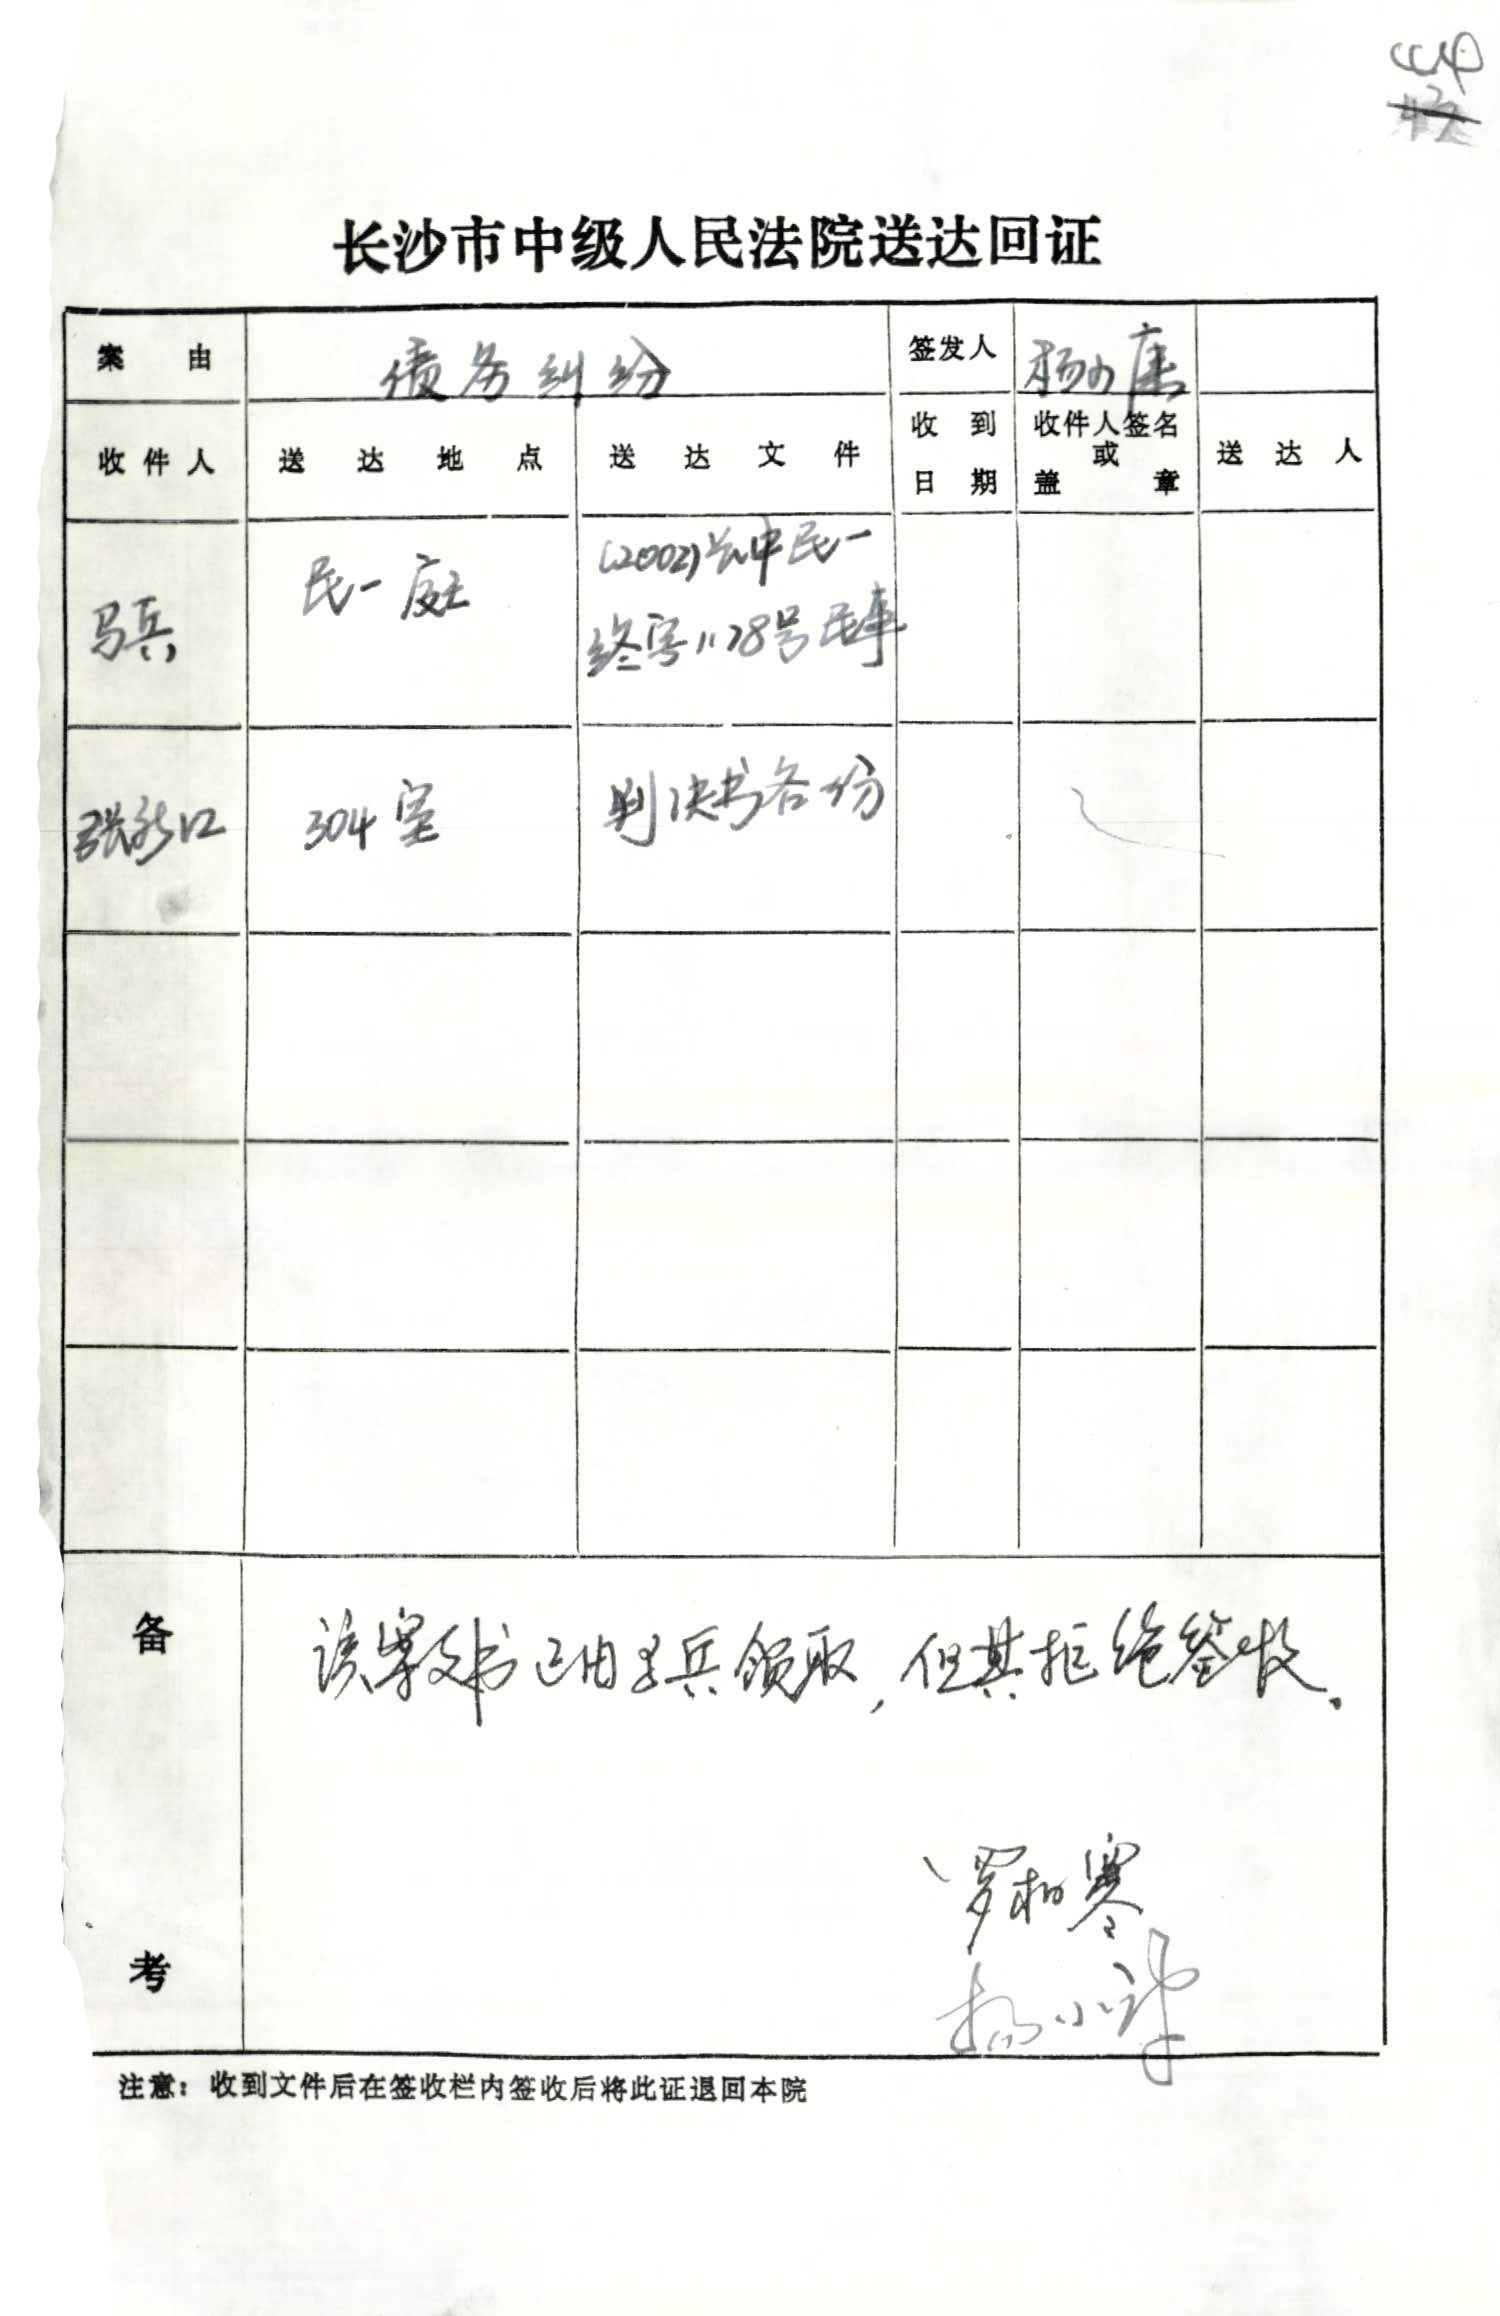 长沙市中级人民法院送达回证
案由 债务纠纷 签发人 杨小康
收件人 送达地点 送达文件 收到日期 收件人签名或盖章 送达人
马兵 民一庭 (2002)长中民一
终字1178号民事
张新口 304室 判决书各一份
备考
该案文书已由马兵领取,但其拒绝签收.
罗柏寒
杨小
注意:收到文件后在签收栏内签收后将此证退回本院